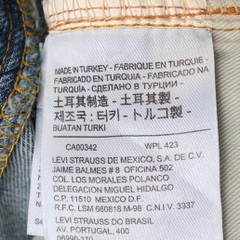 MADE IN TURKEY - FABRIQUE EN TURQUIE -
FABRICADO EN TURQUIA - FABRICADO NA
TURQUÍA - СДЕЛАНО В ТУРЦИИ -
土耳其制造 - 土耳其製 -
제조국 : 터키 - トルコ製 -
BUATAN TURKI
CA00342 WPL 423
LEVI STRAUSS DE MEXICO, S.A. DE C.V.
JAIME BALMES # 8 OFICINA 502
COL. LOS MORALES POLANCO
DELEGACION MIGUEL HIDALGO
C.P. 11510 MEXICO D.F.
R.F.C. LSM 660818 M-98 C.N.I.V. 3347
LEVI STRAUSS DO BRASIL
AV. PORTUGAL, 400